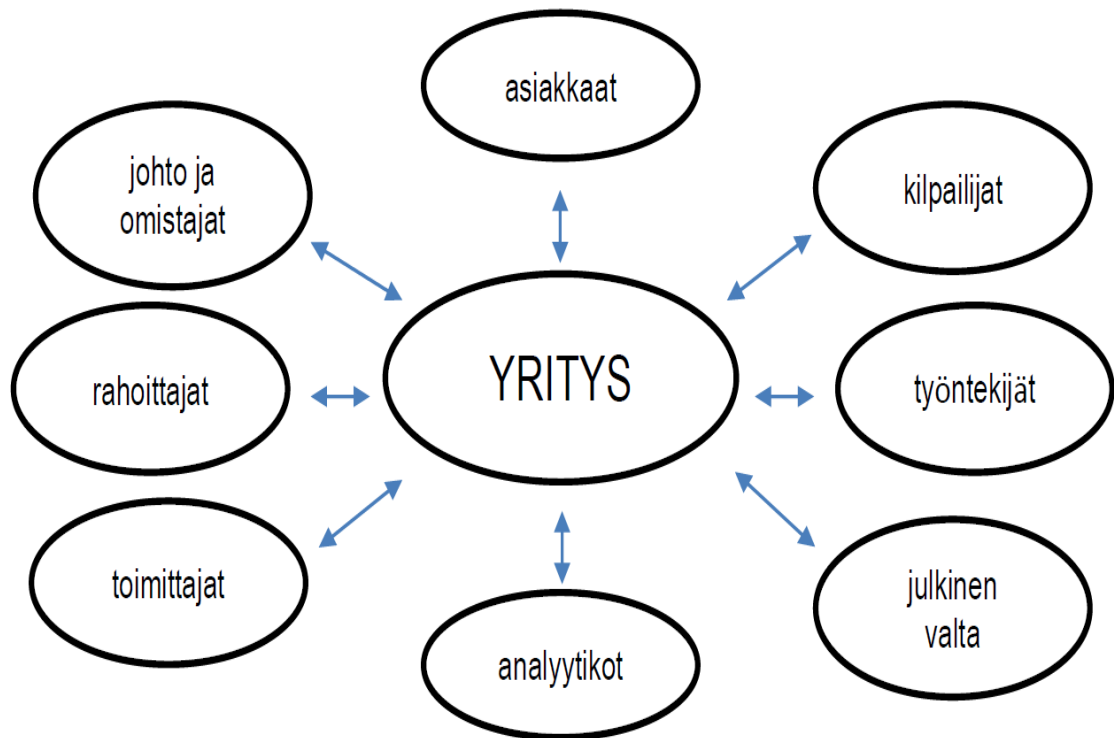 asiakkaat
johto ja
omistajat
kilpailijat
rahoittajat
YRITYS
työntekijät
toimittajat
analyytikot
julkinen
valta